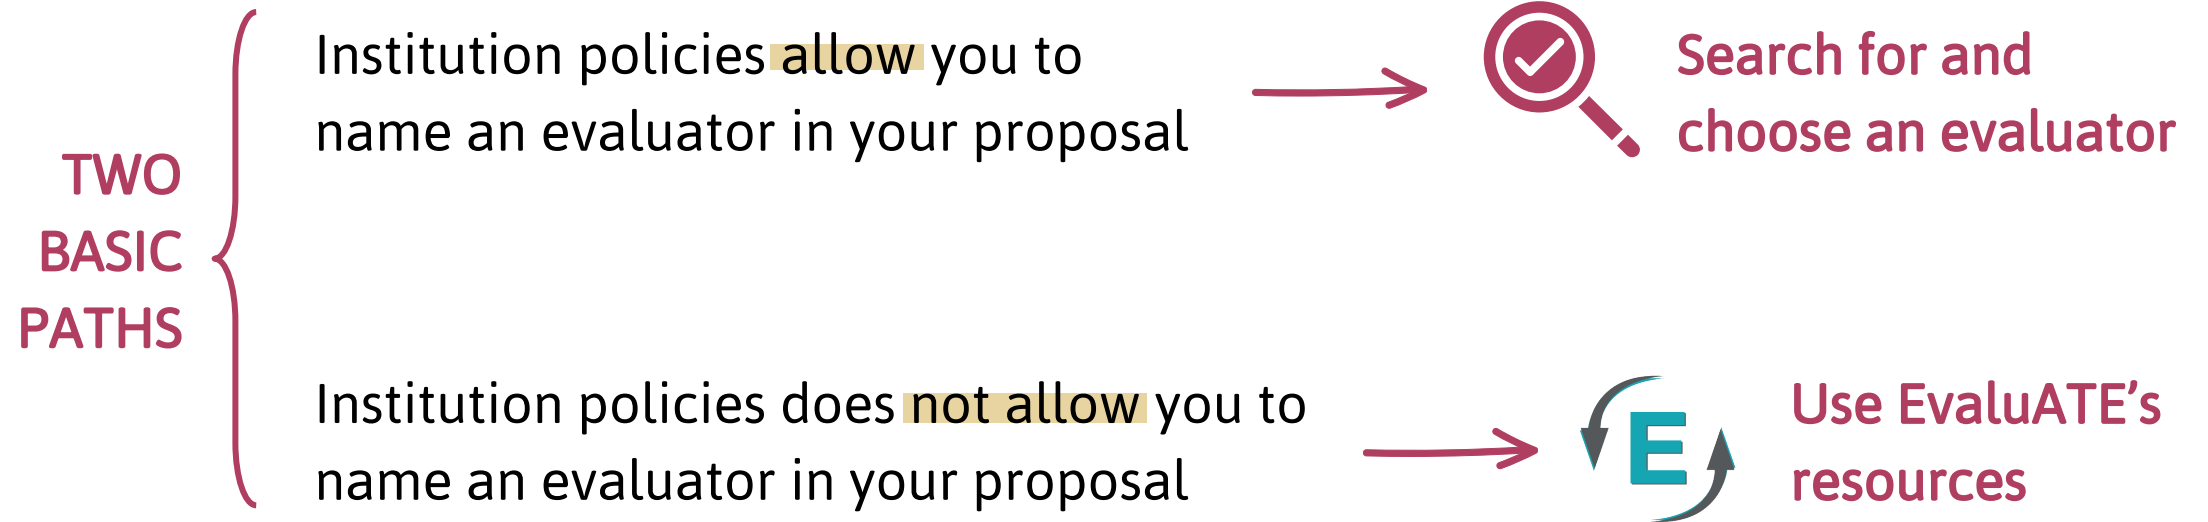 TWO
BASIC
PATHS
Institution policies allow you to
name an evaluator in your proposal
Search for and
choose an evaluator
Institution policies does not allow you to
name an evaluator in your proposal
E
Use EvaluATE’s
resources